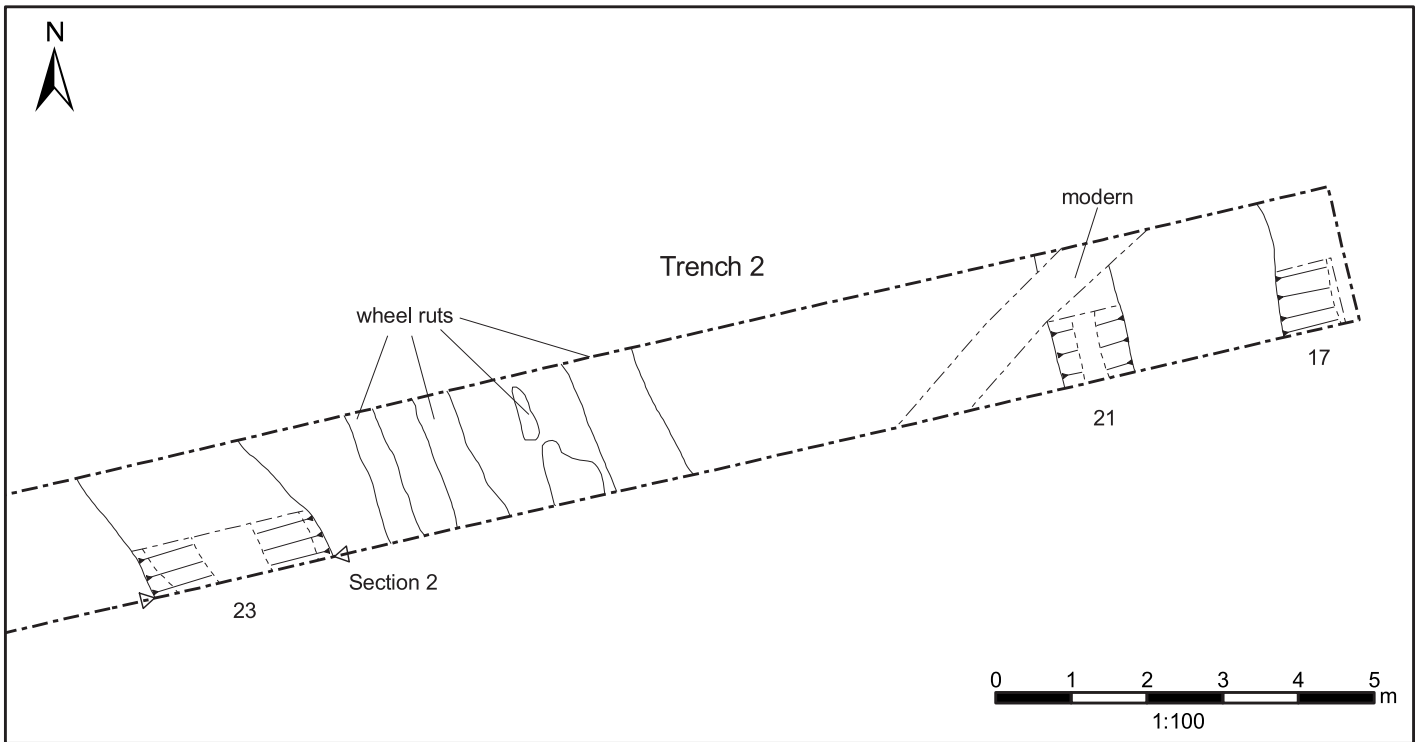 N
modern
Trench 2
wheel ruts
17
21
Section 2
23
0 1 2 3 4 5
m
1:100